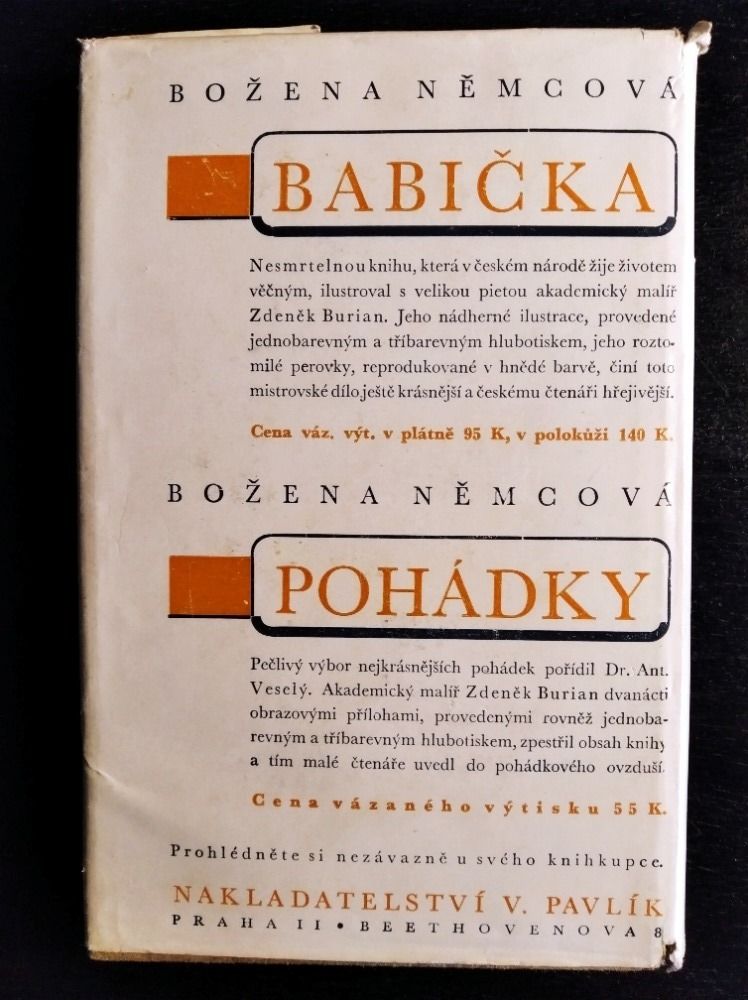 BOŽENA NĚMCOVÁ
BABIČKA
Nesmrtelnou knihu, která v českém národě žije životem
věčným, ilustroval s velikou pietou akademický malíř
Zdeněk Burian. Jeho nádherné ilustrace, provedené
jednobarevným a tříbarevným hlubotiskem, jeho rozto-
milé perovky, reprodukované v hnědé barvě, činí toto
mistrovské dílo ještě krásnější a českému čtenáři hřejivější.
Cena váz. výt. v plátně 95 K, v polokůži 140 K.
BOŽENA NĚMCOVÁ
POHÁDKY
Pečlivý výbor nejkrásnějších pohádek pořídil Dr. Ant.
Veselý. Akademický malíř Zdeněk Burian dvanácti
obrazovými přílohami, provedenými rovněž jednoba-
revným a tříbarevným hlubotiskem, zpestřil obsah knihy
a tím malé čtenáře uvedl do pohádkového ovzduší.
Cena vázaného výtisku 55 K.
Prohlédněte si nezávazně u svého knihkupce.
NAKLADATELSTVÍ V. PAVLÍK
PRAHA II • BEETHOVENOVA 8